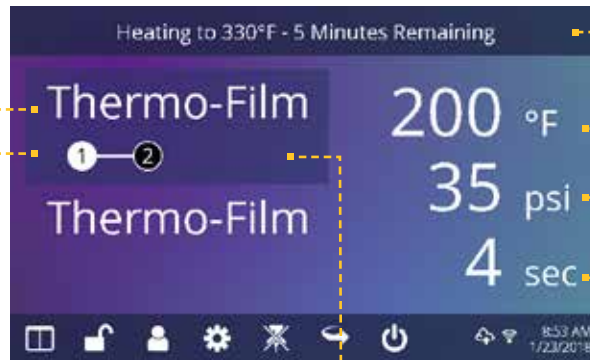 Heating to 330°F - 5 Minutes Remaining
Thermo-Film
1 2
Thermo-Film
200 °F
35 psi
4 sec
8:53 AM
1/23/2018